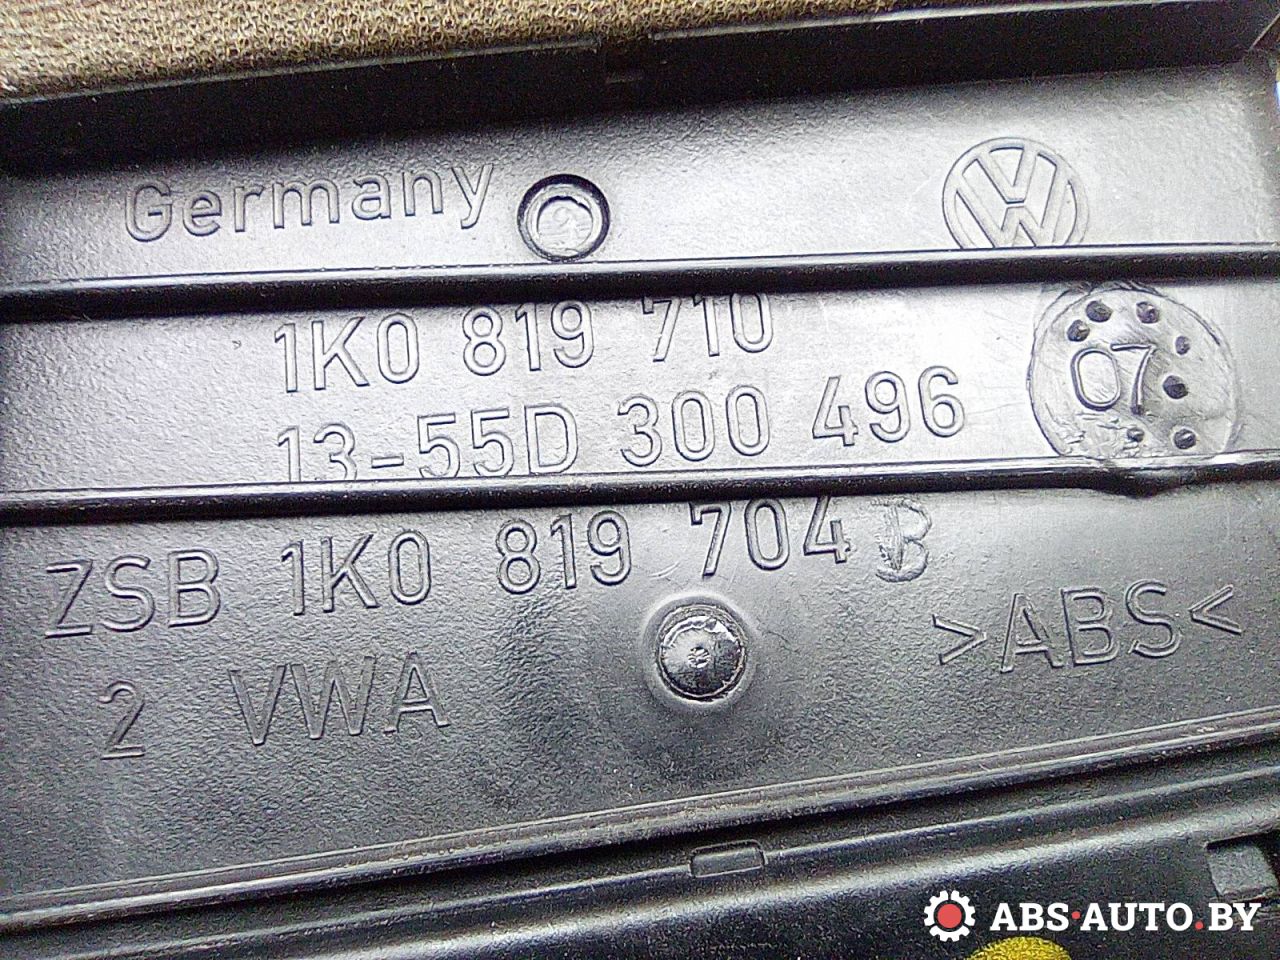 Germany
1K0 819 710
13-55D 300 496
07
ZSB 1K0 819 704 B
2 VWA >ABS<
ABS·AUTO.BY